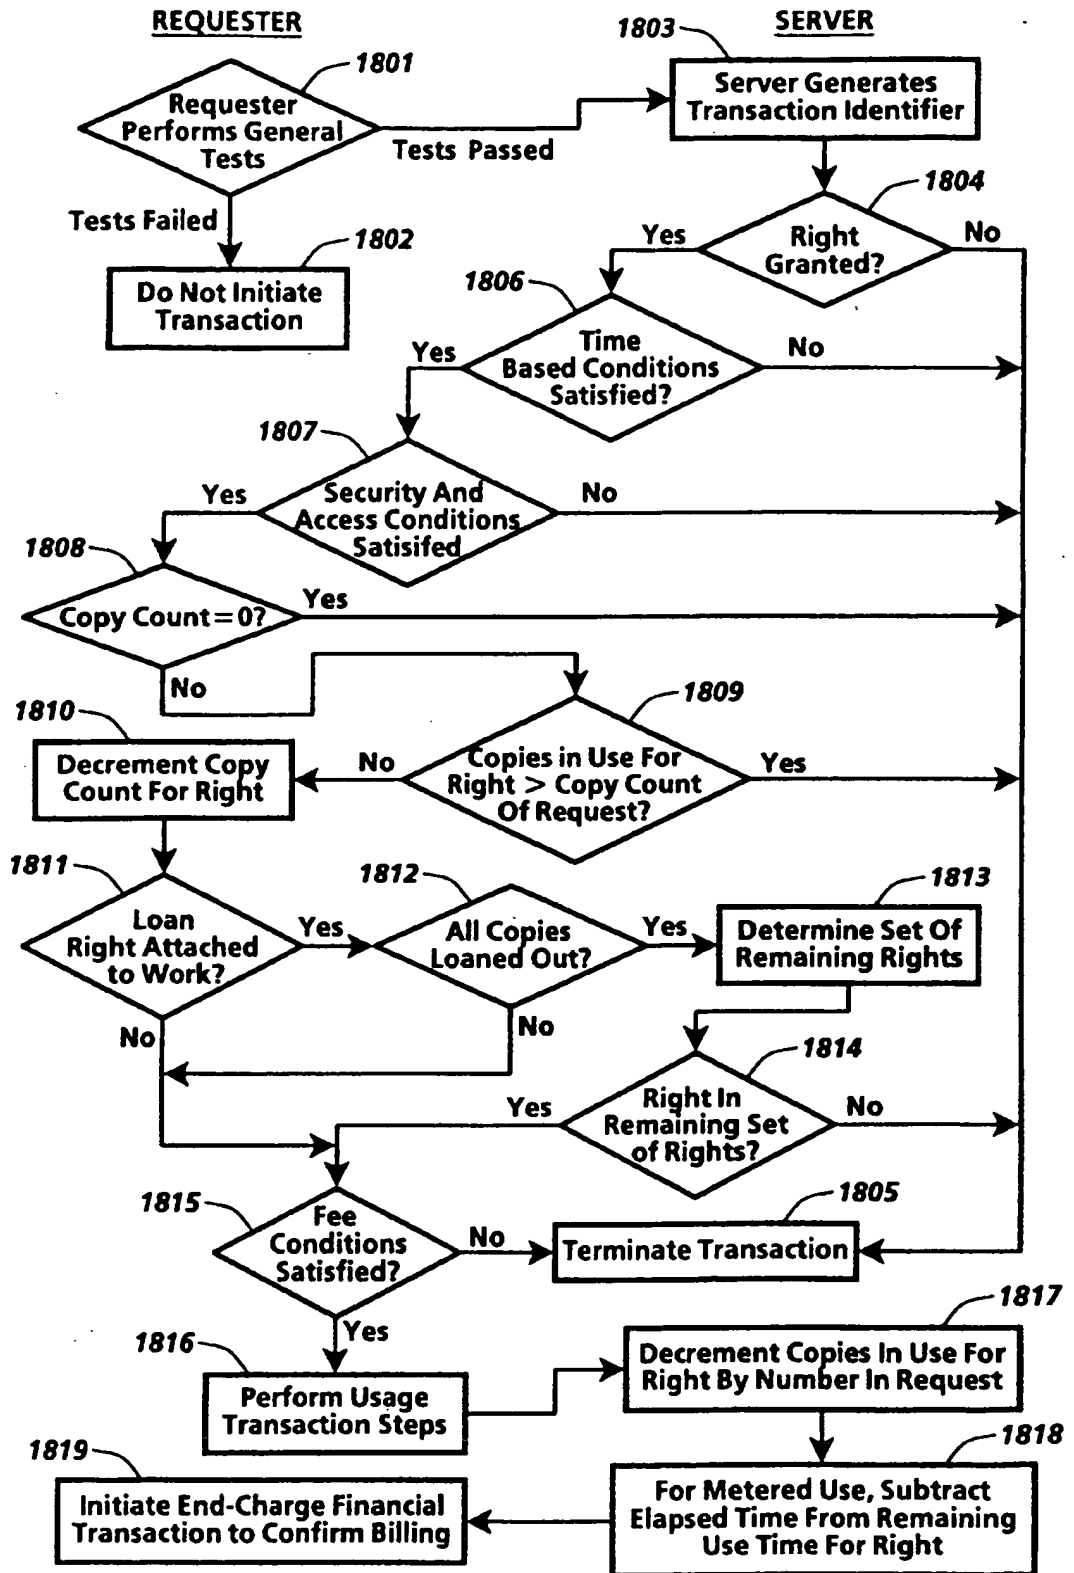 REQUESTER
SERVER
1801
1803
Requester
Performs General
Tests
Server Generates
Transaction Identifier
Tests Passed
Tests Failed
1802
Do Not Initiate
Transaction
1804
Right
Granted?
Yes
No
1806
Time
Based Conditions
Satisfied?
Yes
No
1807
Security And
Access Conditions
Satisifed
Yes
No
1808
Copy Count=0?
Yes
No
1809
Copies in Use For
Right > Copy Count
Of Request?
No
Yes
1810
Decrement Copy
Count For Right
1811
Loan
Right Attached
to Work?
Yes
No
1812
All Copies
Loaned Out?
Yes
No
1813
Determine Set Of
Remaining Rights
1814
Right In
Remaining Set
of Rights?
Yes
No
1815
Fee
Conditions
Satisfied?
No
Yes
1805
Terminate Transaction
1816
Perform Usage
Transaction Steps
1817
Decrement Copies In Use For
Right By Number In Request
1818
For Metered Use, Subtract
Elapsed Time From Remaining
Use Time For Right
1819
Initiate End-Charge Financial
Transaction to Confirm Billing